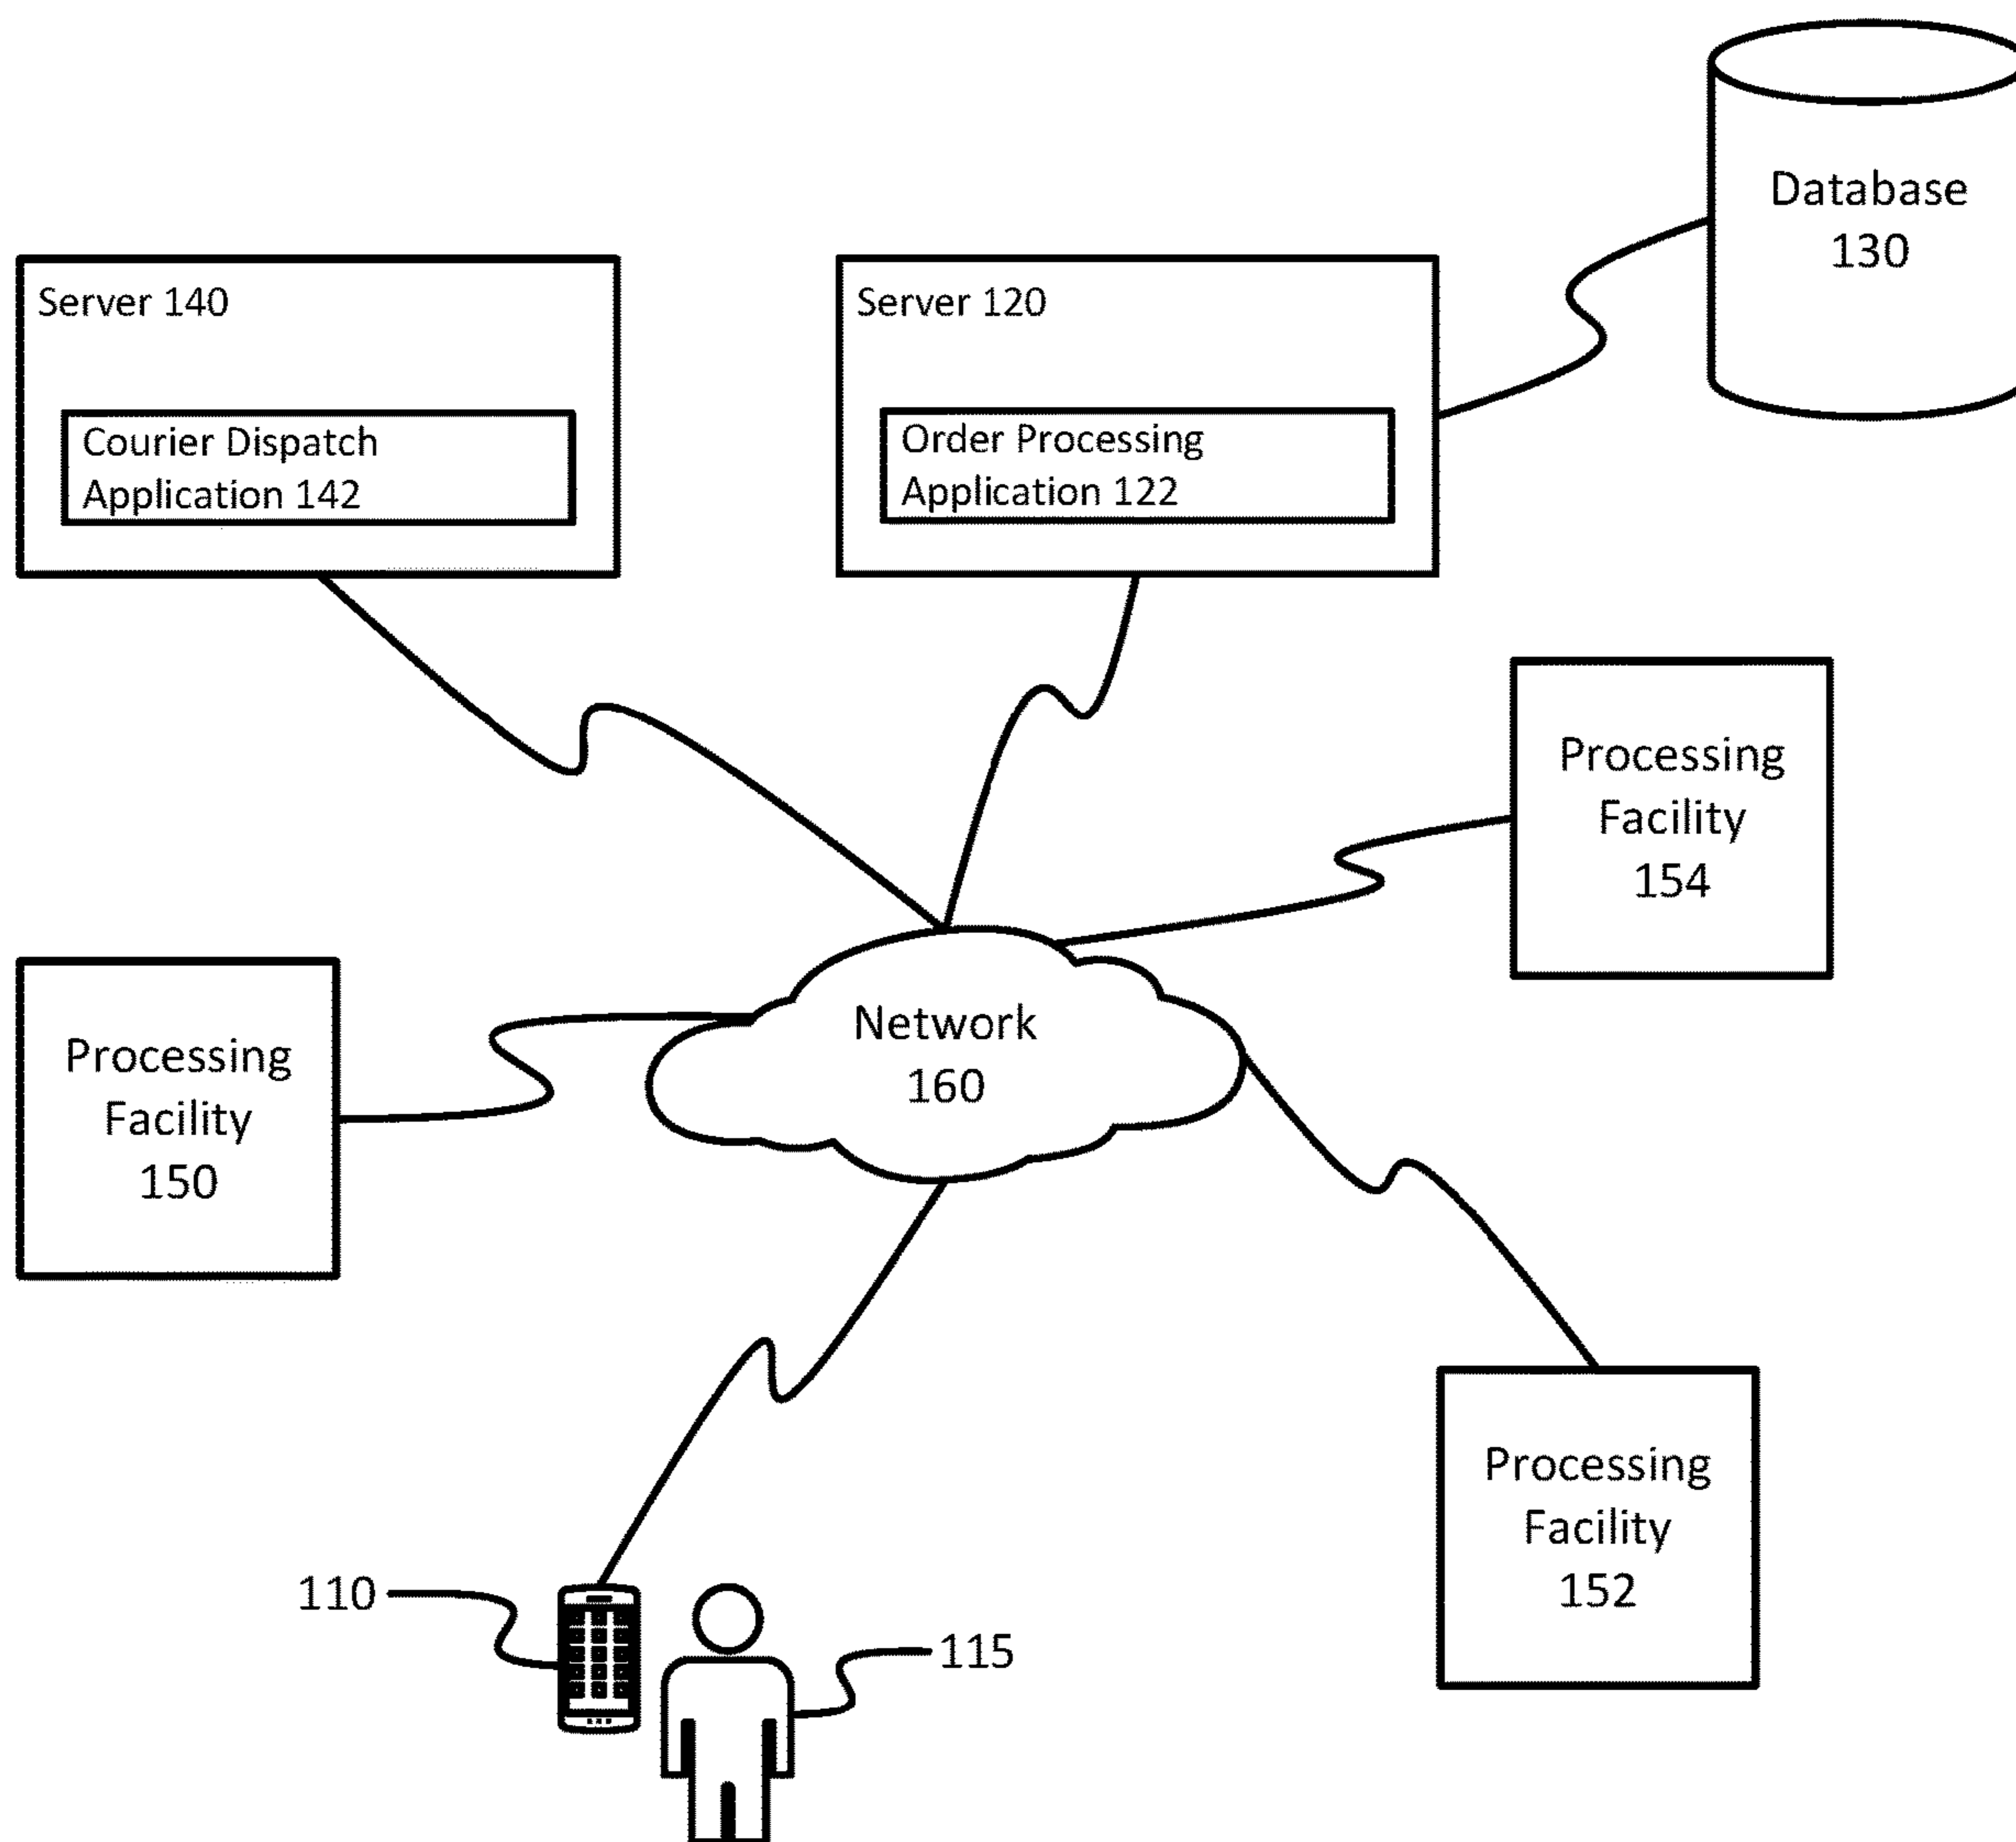 Database
130
Server 140
Courier Dispatch
Application 142
Server 120
Order Processing
Application 122
Processing
Facility
154
Network
160
Processing
Facility
150
Processing
Facility
152
110
115